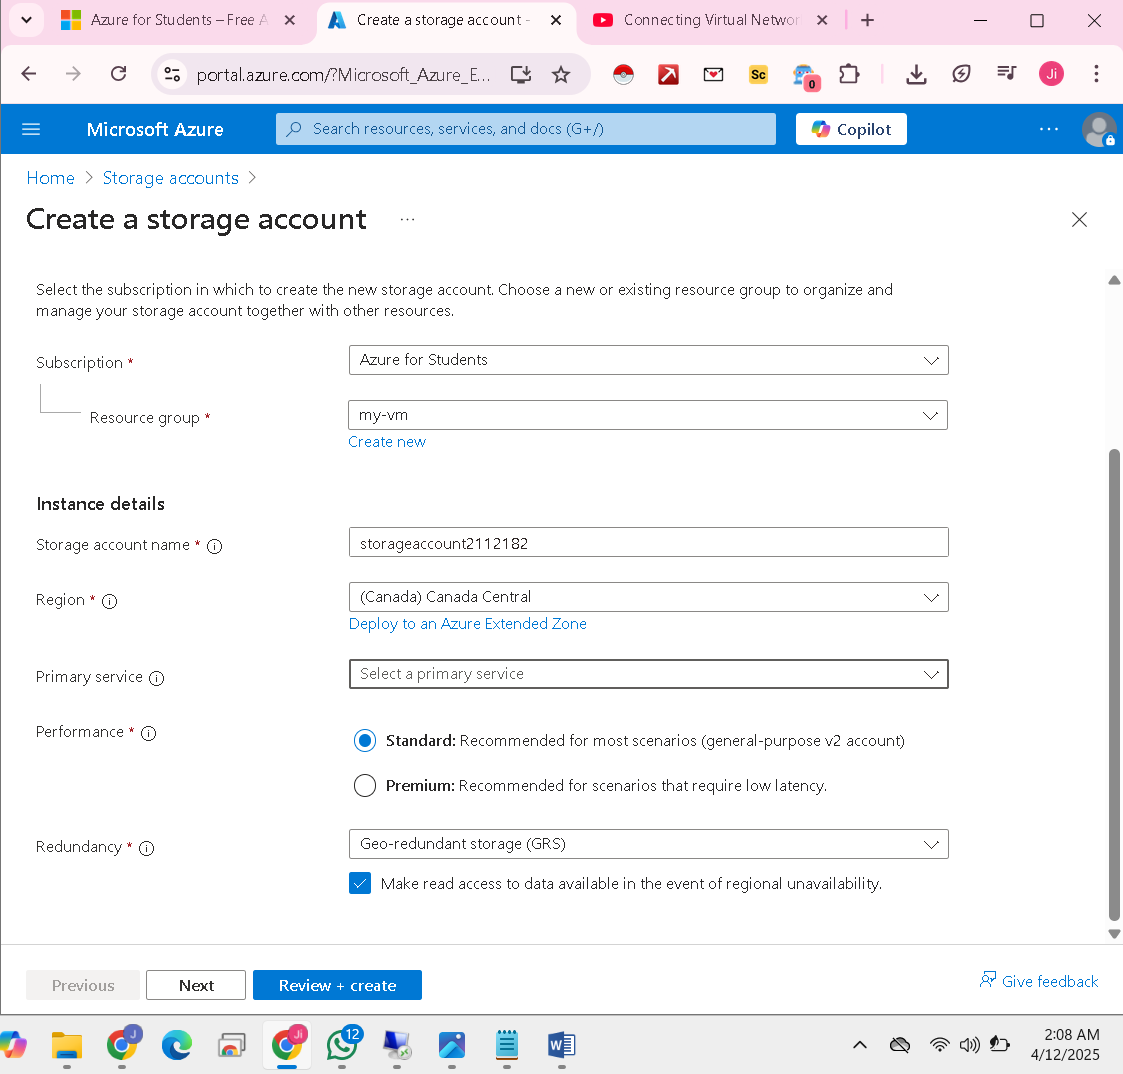 Azure for Students – Free A
Create a storage account -
Connecting Virtual Networ
portal.azure.com/?Microsoft_Azure_E...
Sc
0
Ji
Microsoft Azure
Search resources, services, and docs (G+/)
Copilot
Home > Storage accounts >
Create a storage account
Select the subscription in which to create the new storage account. Choose a new or existing resource group to organize and
manage your storage account together with other resources.
Subscription *
Azure for Students
Resource group *
my-vm
Create new
Instance details
Storage account name *
storageaccount2112182
Region *
(Canada) Canada Central
Deploy to an Azure Extended Zone
Primary service
Select a primary service
Performance *
Standard: Recommended for most scenarios (general-purpose v2 account)
Premium: Recommended for scenarios that require low latency.
Redundancy *
Geo-redundant storage (GRS)
Make read access to data available in the event of regional unavailability.
Previous
Next
Review + create
Give feedback
J
Ji
12
W
2:08 AM
4/12/2025